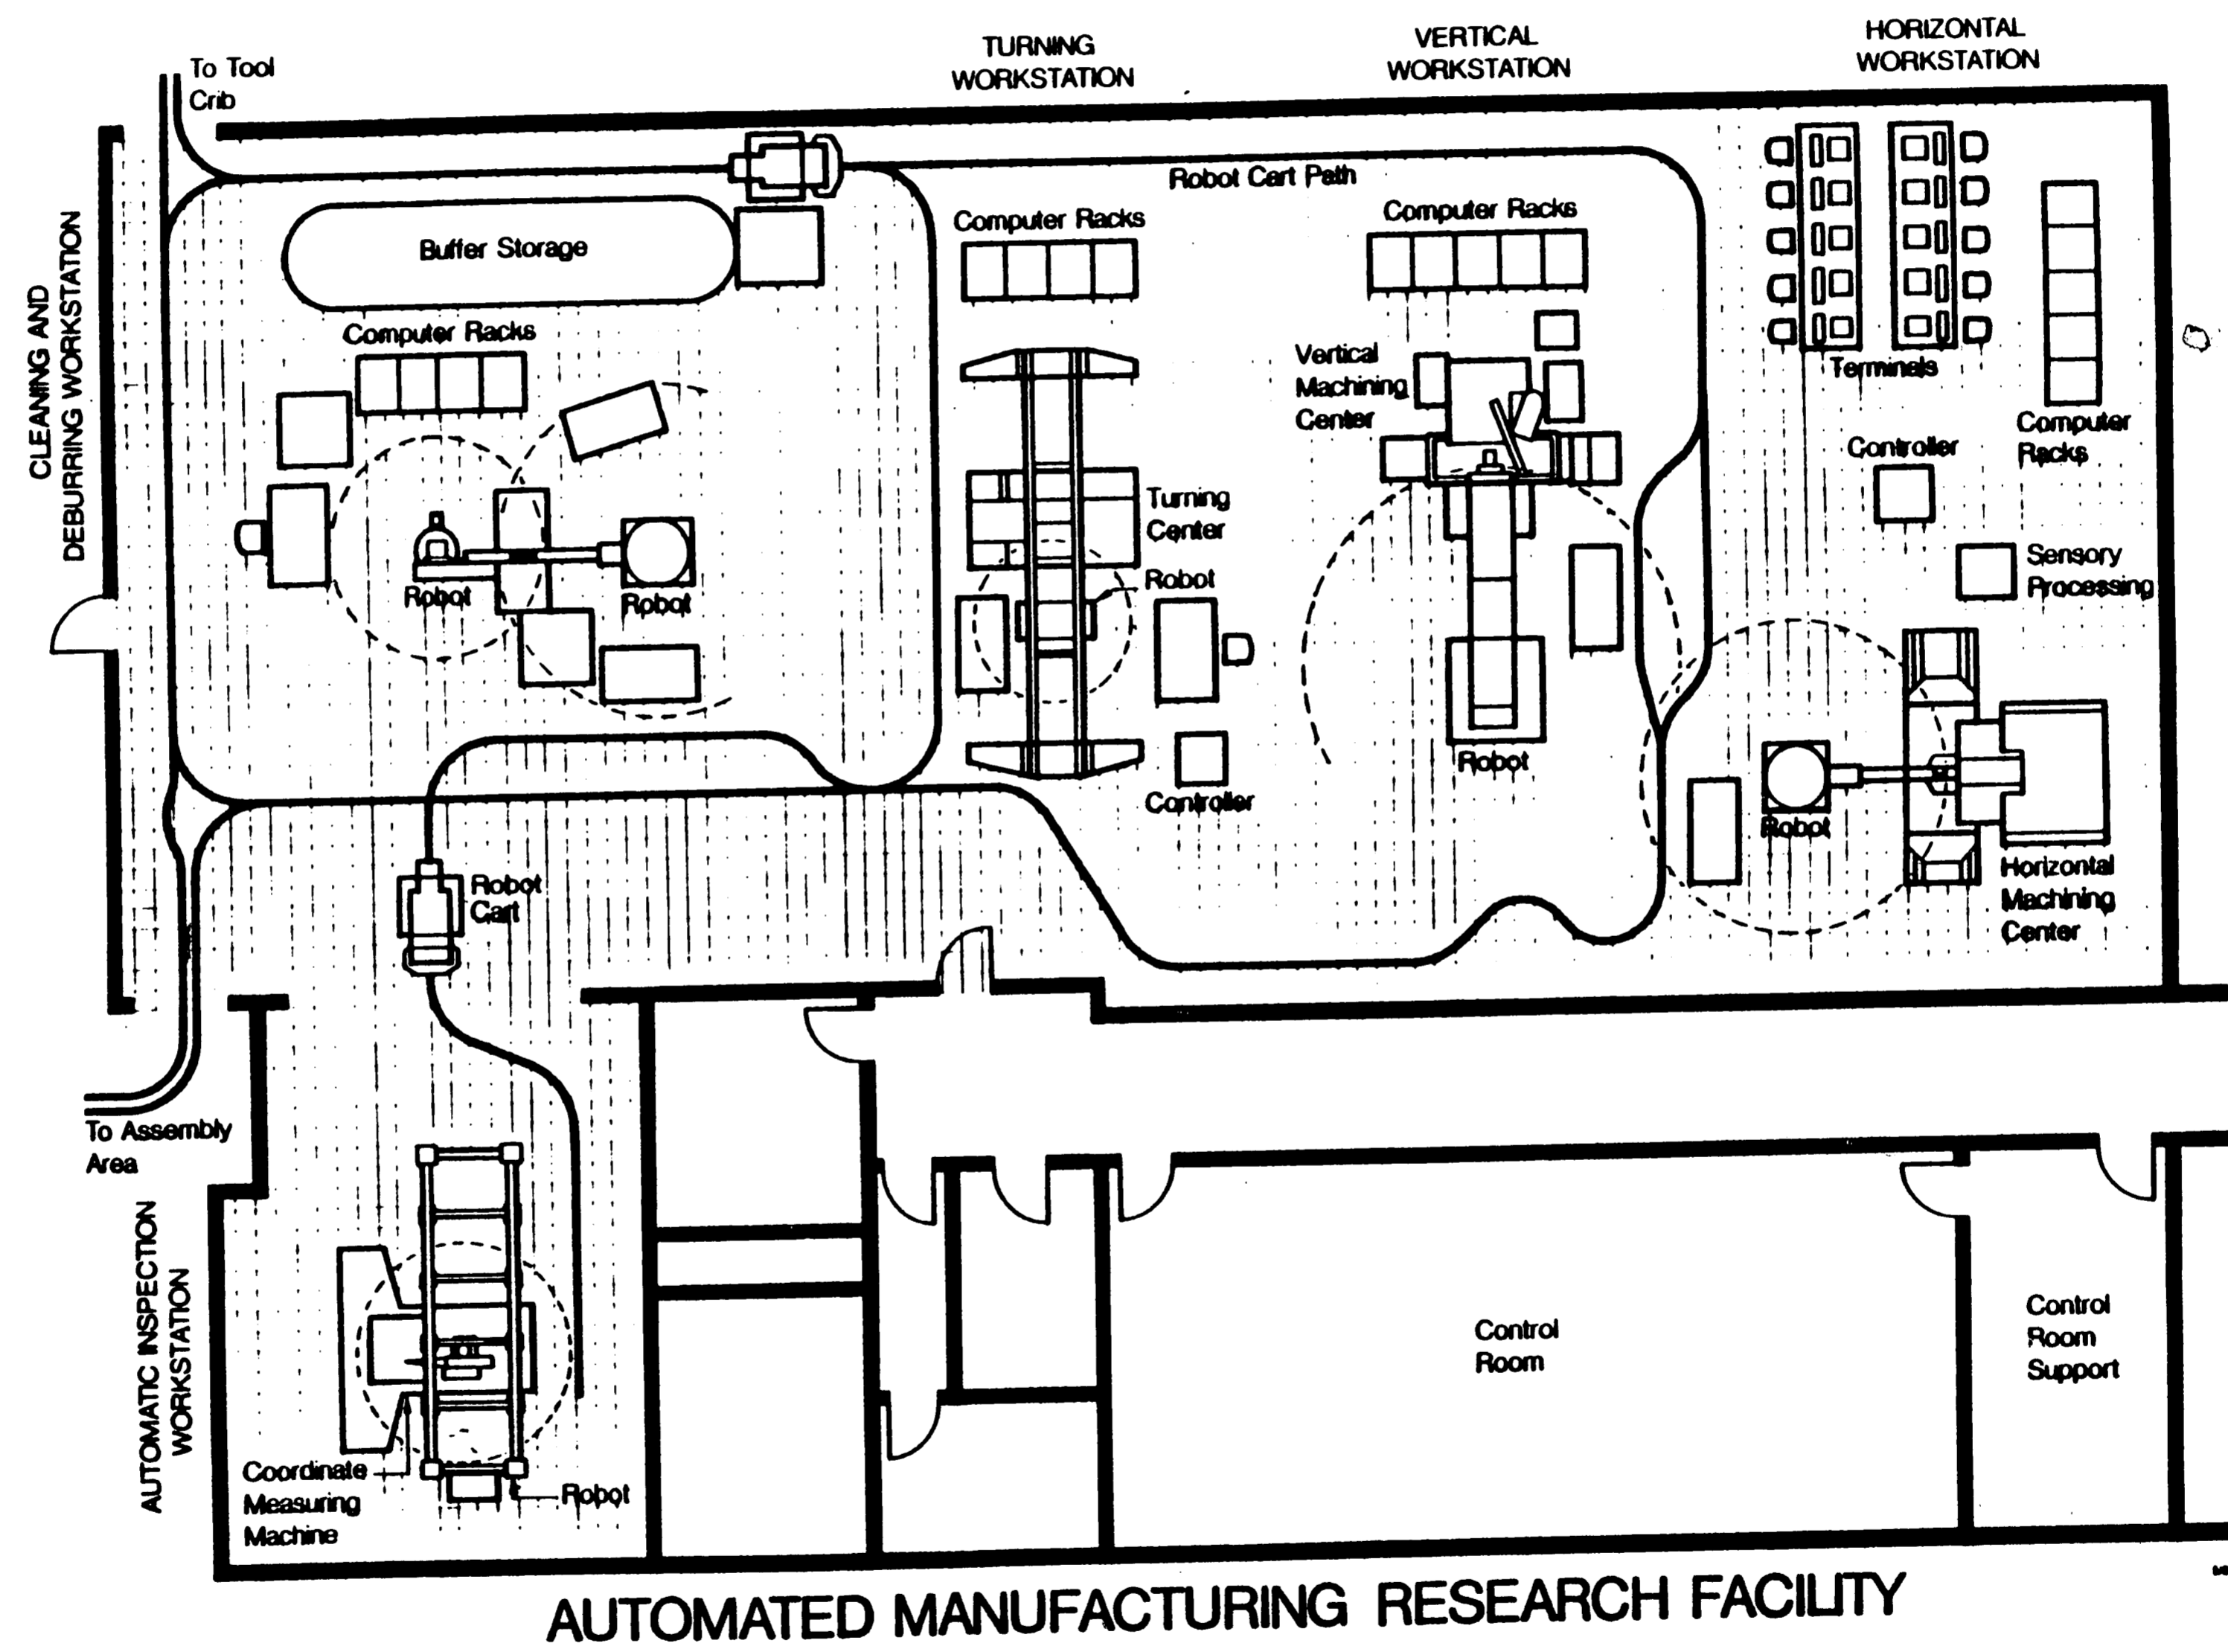 TURNING
WORKSTATION
VERTICAL
WORKSTATION
HORIZONTAL
WORKSTATION
To Tool
Crib
Robot Cart Path
CLEANING AND
DEBURRING WORKSTATION
Buffer Storage
Computer Racks
Computer Racks
Computer Racks
Terminals
Computer
Racks
Vertical
Machining
Center
Controller
Turning
Center
Sensory
Processing
Robot
Robot
Robot
Robot
Controller
Robot
Horizontal
Machining
Center
Robot
Cart
To Assembly
Area
AUTOMATIC INSPECTION
WORKSTATION
Coordinate
Measuring
Machine
Robot
Control
Room
Control
Room
Support
AUTOMATED MANUFACTURING RESEARCH FACILITY